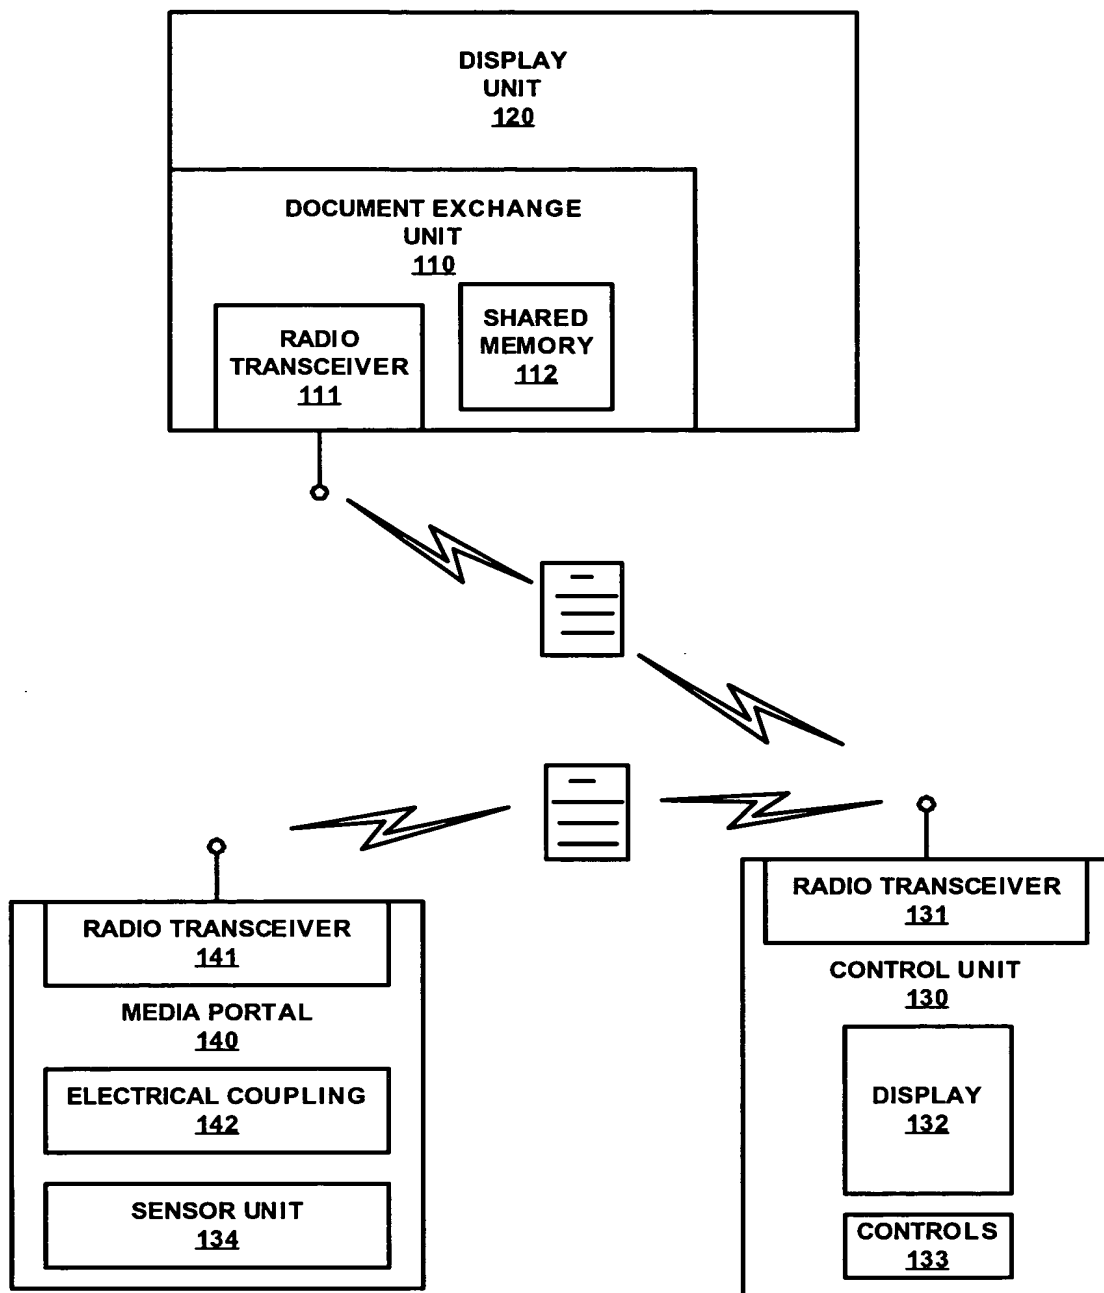 DISPLAY
UNIT
120
DOCUMENT EXCHANGE
UNIT
110
RADIO
TRANSCEIVER
111
SHARED
MEMORY
112
RADIO TRANSCEIVER
141
MEDIA PORTAL
140
ELECTRICAL COUPLING
142
SENSOR UNIT
134
RADIO TRANSCEIVER
131
CONTROL UNIT
130
DISPLAY
132
CONTROLS
133